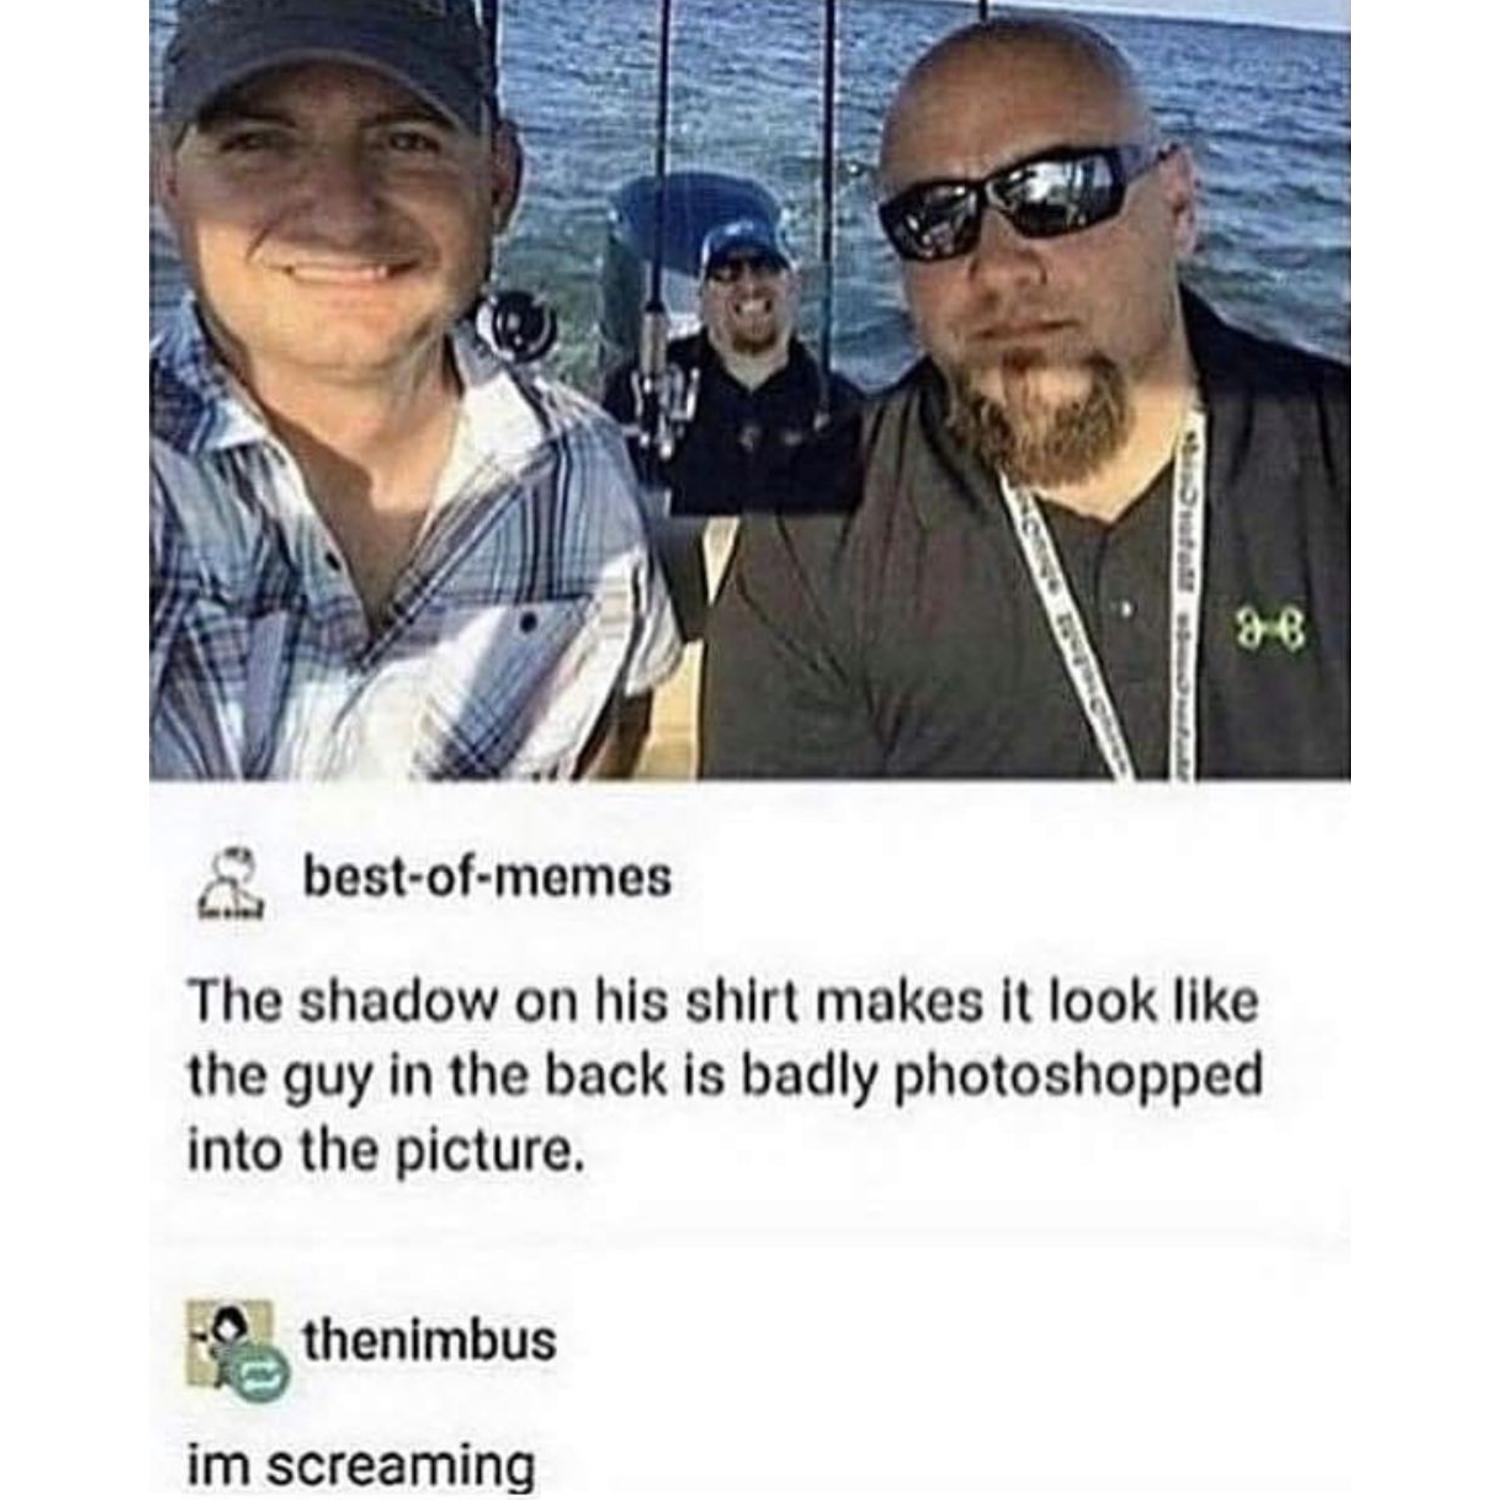 best-of-memes
The shadow on his shirt makes it look like
the guy in the back is badly photoshopped
into the picture.
thenimbus
im screaming